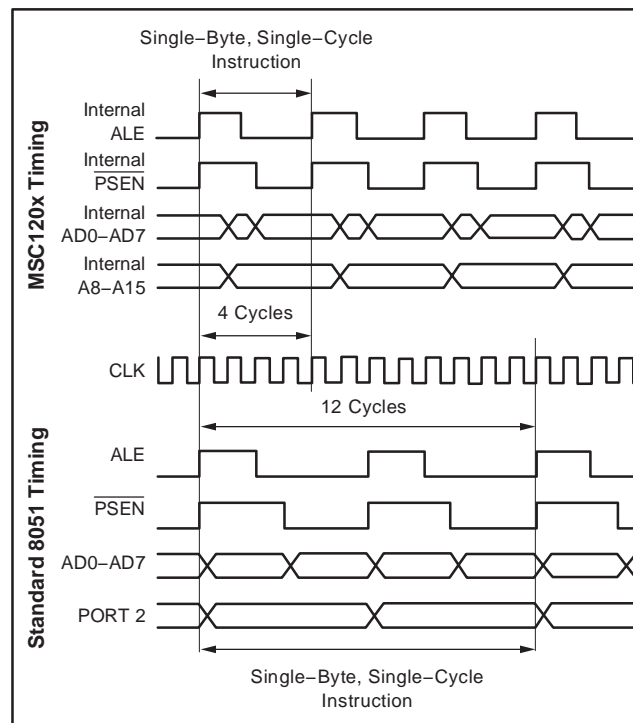 Single−Byte, Single−Cycle
Instruction
MSC120x Timing
Internal
ALE
Internal
PSEN
Internal
AD0−AD7
Internal
A8−A15
4 Cycles
CLK
12 Cycles
Standard 8051 Timing
ALE
PSEN
AD0−AD7
PORT 2
Single−Byte, Single−Cycle
Instruction